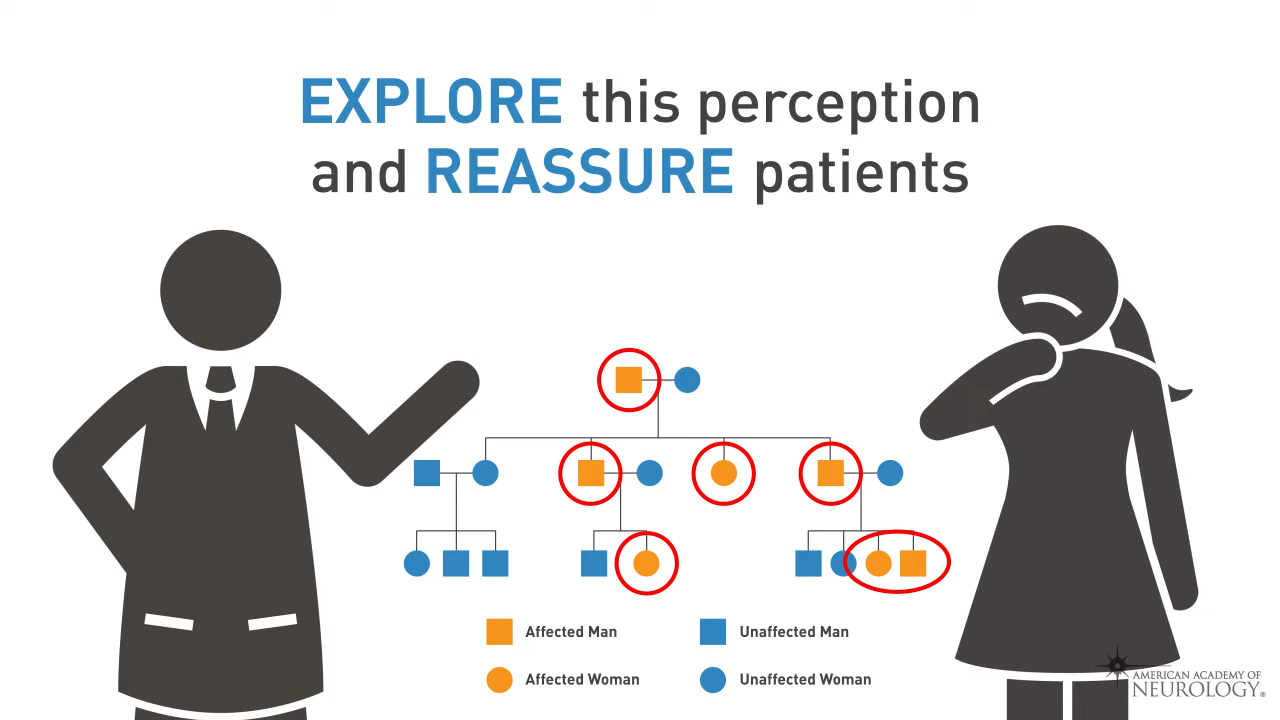 EXPLORE this perception
and REASSURE patients
Affected Man
Unaffected Man
Affected Woman
Unaffected Woman
AMERICAN ACADEMY OF
NEUROLOGY®